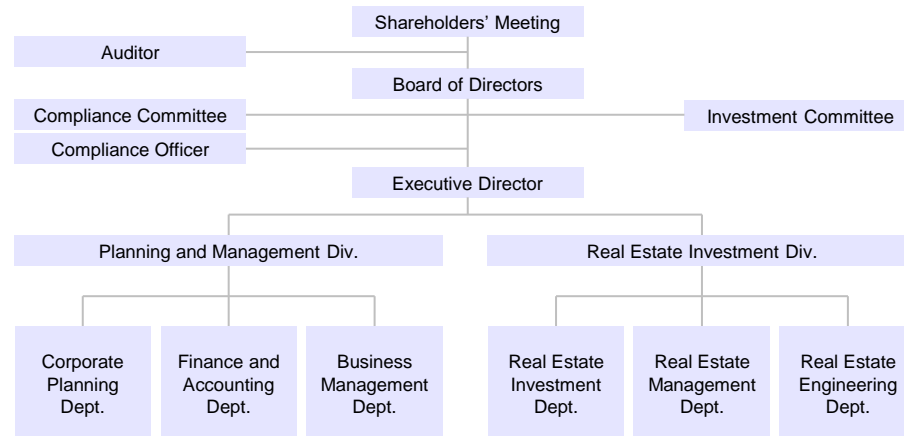 Shareholders' Meeting
Auditor
Board of Directors
Compliance Committee
Investment Committee
Compliance Officer
Executive Director
Planning and Management Div.
Real Estate Investment Div.
Corporate
Planning
Dept.
Finance and
Accounting
Dept.
Business
Management
Dept.
Real Estate
Investment
Dept.
Real Estate
Management
Dept.
Real Estate
Engineering
Dept.